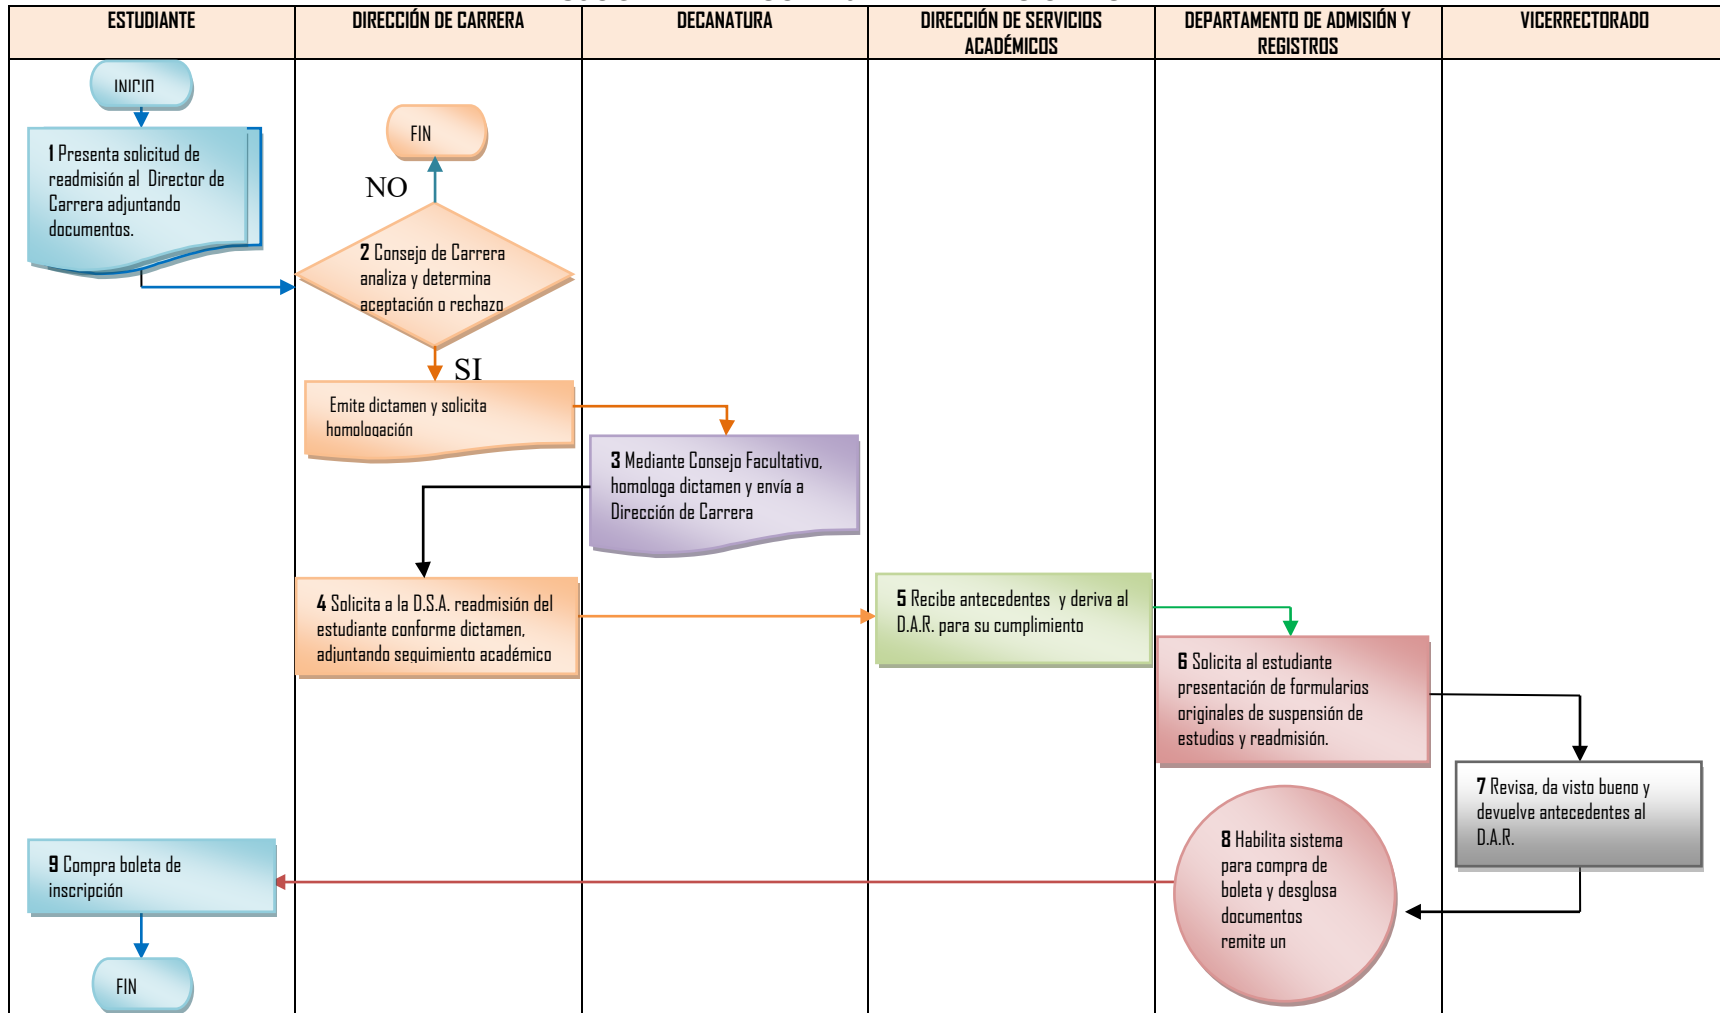 ESTUDIANTE
DIRECCIÓN DE CARRERA
DECANATURA
DIRECCIÓN DE SERVICIOS
ACADÉMICOS
DEPARTAMENTO DE ADMISIÓN Y
REGISTROS
VICERRECTORADO
INICIO
1 Presenta solicitud de
readmisión al Director de
Carrera adjuntando
documentos.
FIN
NO
2 Consejo de Carrera
analiza y determina
aceptación o rechazo
SI
Emite dictamen y solicita
homologación
3 Mediante Consejo Facultativo,
homologa dictamen y envía a
Dirección de Carrera
4 Solicita a la D.S.A. readmisión del
estudiante conforme dictamen,
adjuntando seguimiento académico
5 Recibe antecedentes y deriva al
D.A.R. para su cumplimiento
6 Solicita al estudiante
presentación de formularios
originales de suspensión de
estudios y readmisión.
7 Revisa, da visto bueno y
devuelve antecedentes al
D.A.R.
8 Habilita sistema
para compra de
boleta y desglosa
documentos
remite un
9 Compra boleta de
inscripción
FIN